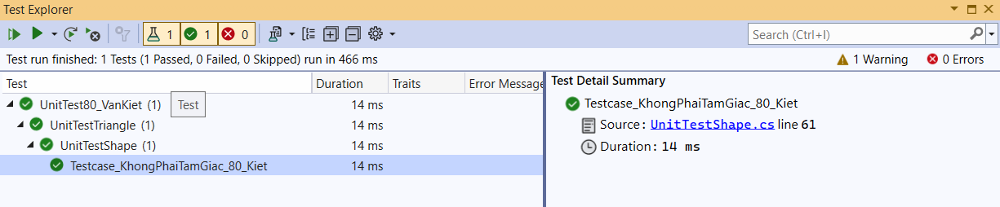 Test Explorer
1 1 0 Search (Ctrl+I)
Test run finished: 1 Tests (1 Passed, 0 Failed, 0 Skipped) run in 466 ms 1 Warning 0 Errors
Test Duration Traits Error Message
UnitTest80_VanKiet (1) 14 ms
Test
UnitTestTriangle (1) 14 ms
UnitTestShape (1) 14 ms
Testcase_KhongPhaiTamGiac_80_Kiet 14 ms
Test Detail Summary
Testcase_KhongPhaiTamGiac_80_Kiet
Source: UnitTestShape.cs line 61
Duration: 14 ms